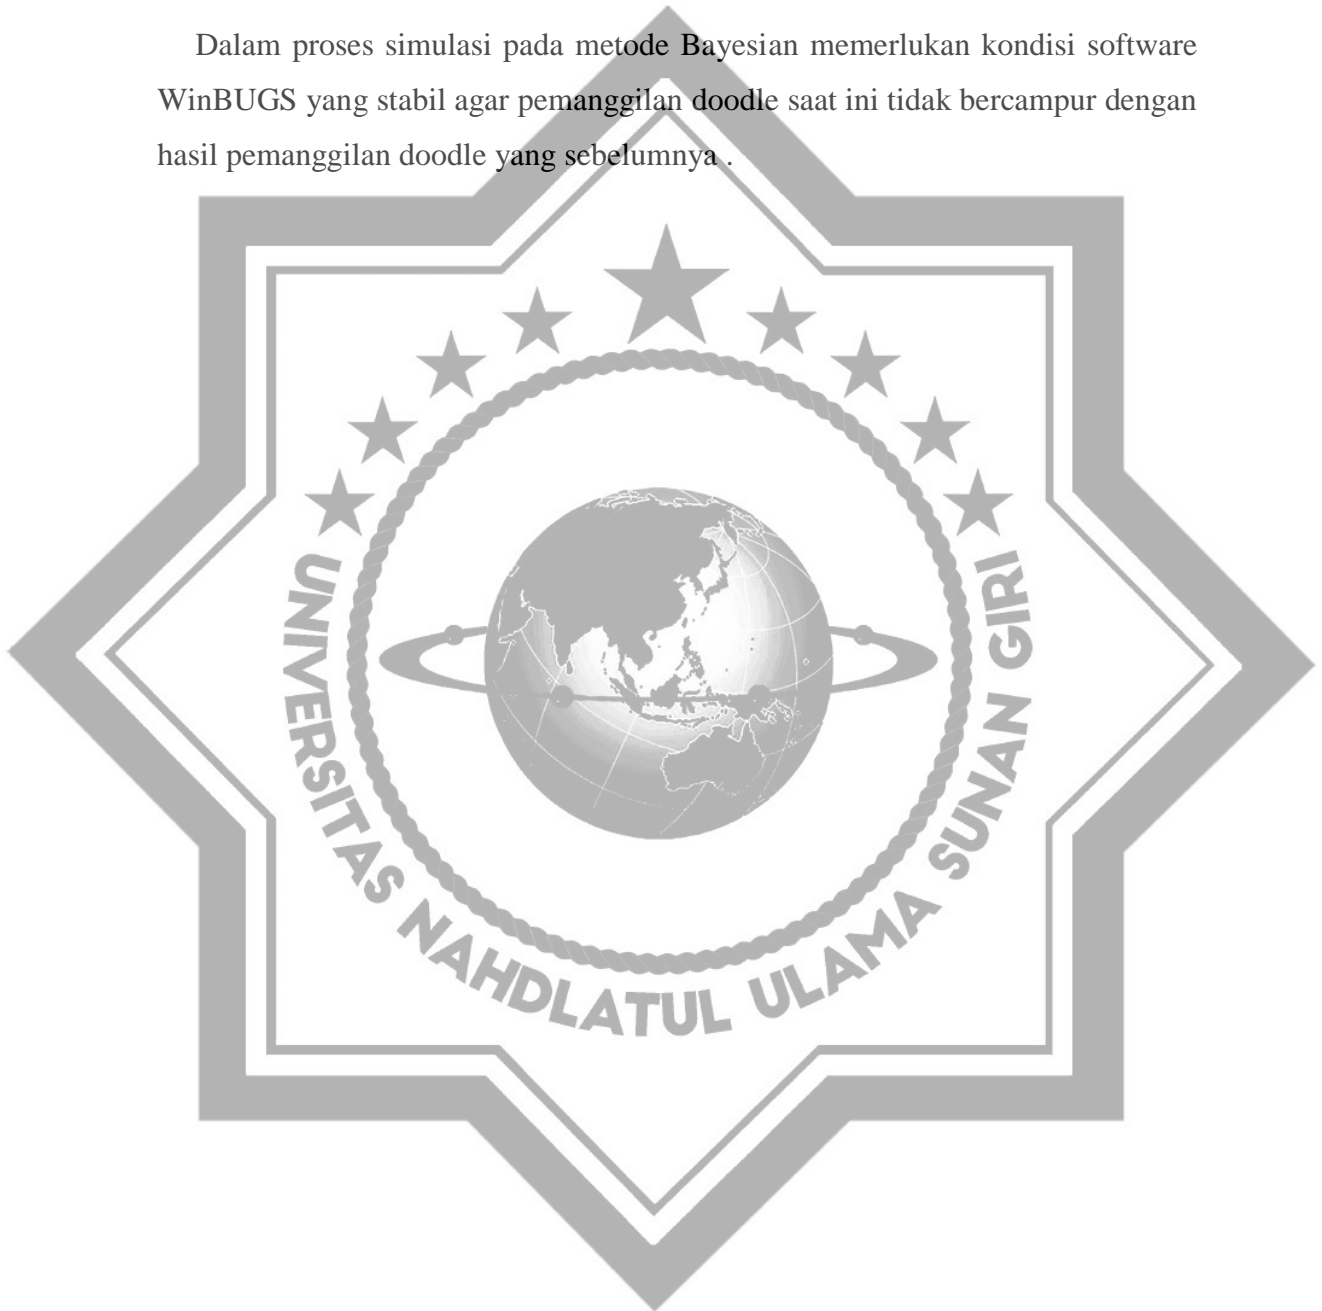 Dalam proses simulasi pada metode Bayesian memerlukan kondisi software
WinBUGS yang stabil agar pemanggilan doodle saat ini tidak bercampur dengan
hasil pemanggilan doodle yang sebelumnya .
UNIVERSITAS NAHDLATUL ULAMA SUNAN GIRI